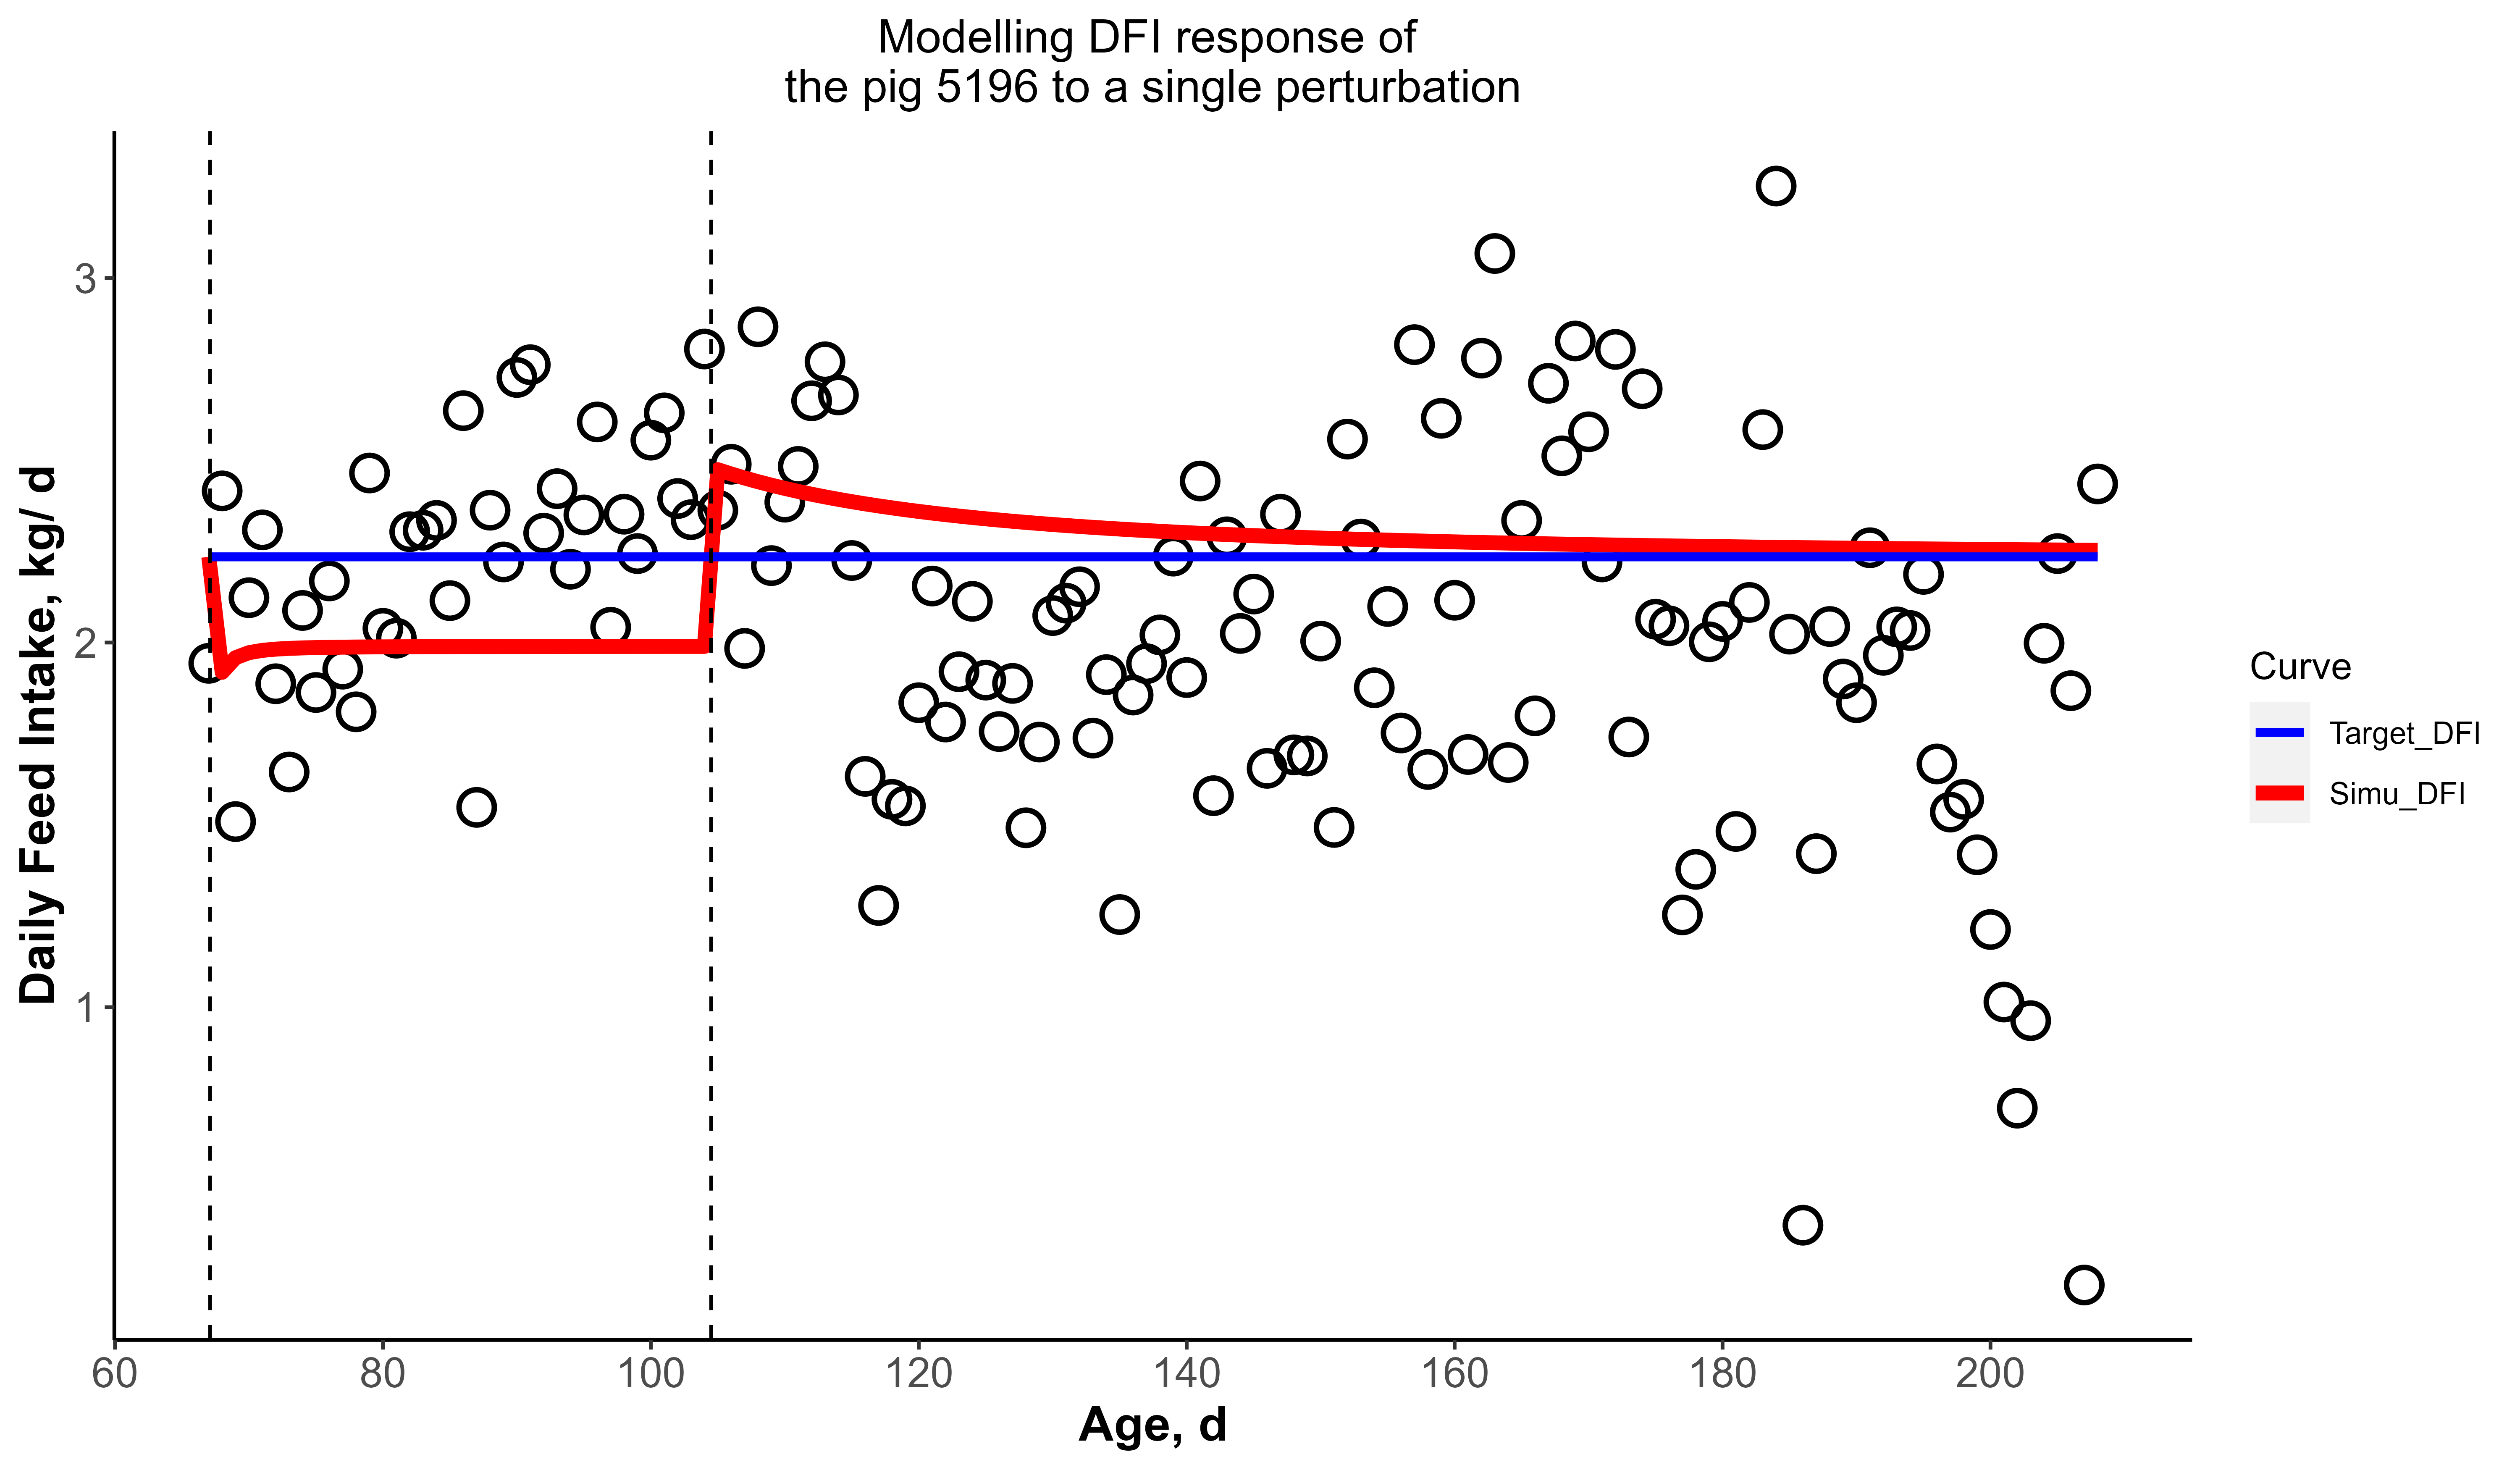 Modelling DFI response of
the pig 5196 to a single perturbation
Daily Feed Intake, kg/ d
3
2
1
60 80 100 120 140 160 180 200
Age, d
Curve
Target_DFI
Simu_DFI